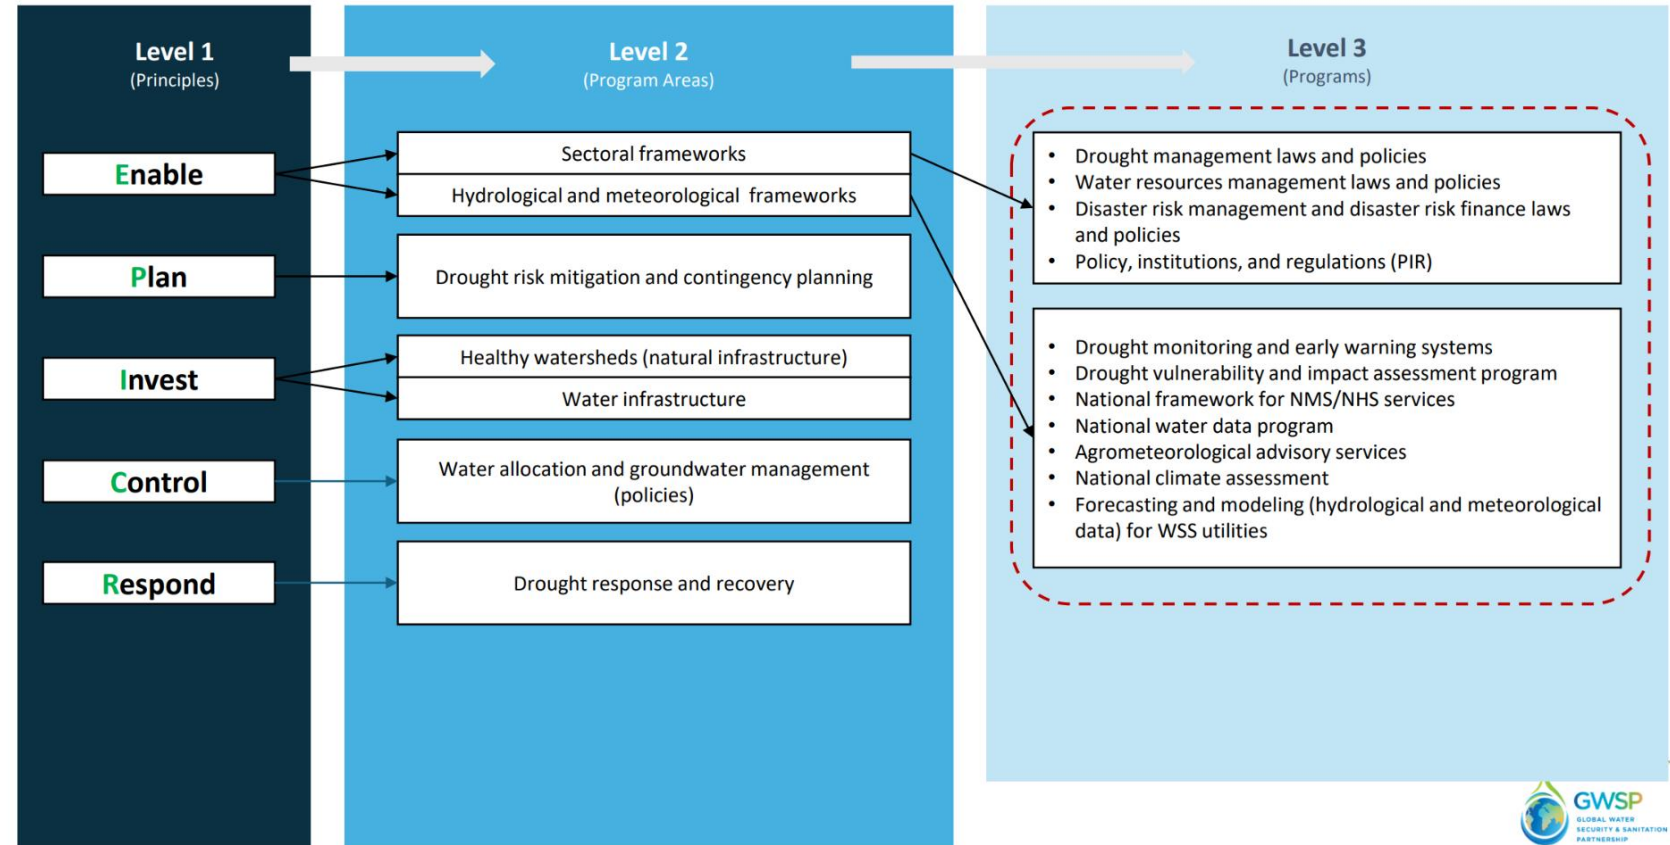 Level 1
(Principles)
Enable
Plan
Invest
Control
Respond
Level 2
(Program Areas)
Sectoral frameworks
Hydrological and meteorological frameworks
Drought risk mitigation and contingency planning
Healthy watersheds (natural infrastructure)
Water infrastructure
Water allocation and groundwater management
(policies)
Drought response and recovery
Level 3
(Programs)
• Drought management laws and policies
• Water resources management laws and policies
• Disaster risk management and disaster risk finance laws
and policies
• Policy, institutions, and regulations (PIR)
• Drought monitoring and early warning systems
• Drought vulnerability and impact assessment program
• National framework for NMS/NHS services
• National water data program
• Agrometeorological advisory services
• National climate assessment
• Forecasting and modeling (hydrological and meteorological
data) for WSS utilities
GWSP
GLOBAL WATER
SECURITY & SANITATION
PARTNERSHIP